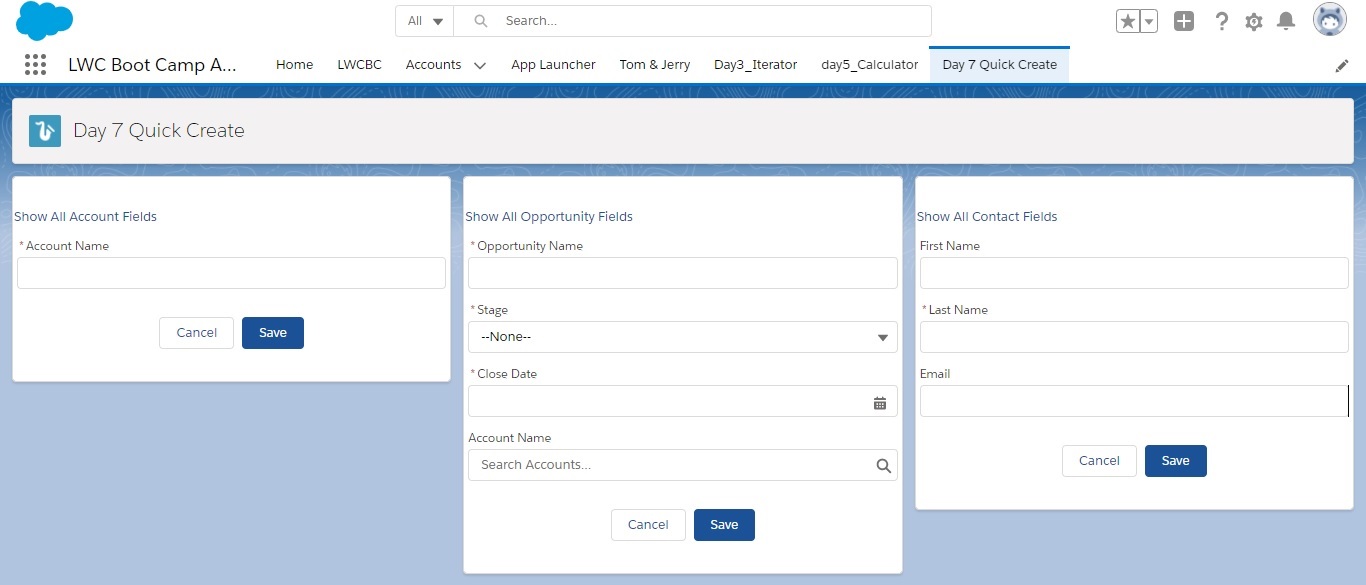 All
Search...
LWC Boot Camp A...
Home
LWCBC
Accounts
App Launcher
Tom & Jerry
Day3_Iterator
day5_Calculator
Day 7 Quick Create
Day 7 Quick Create
Show All Account Fields
*Account Name
Cancel
Save
Show All Opportunity Fields
*Opportunity Name
*Stage
--None--
*Close Date
Account Name
Search Accounts...
Cancel
Save
Show All Contact Fields
First Name
*Last Name
Email
Cancel
Save